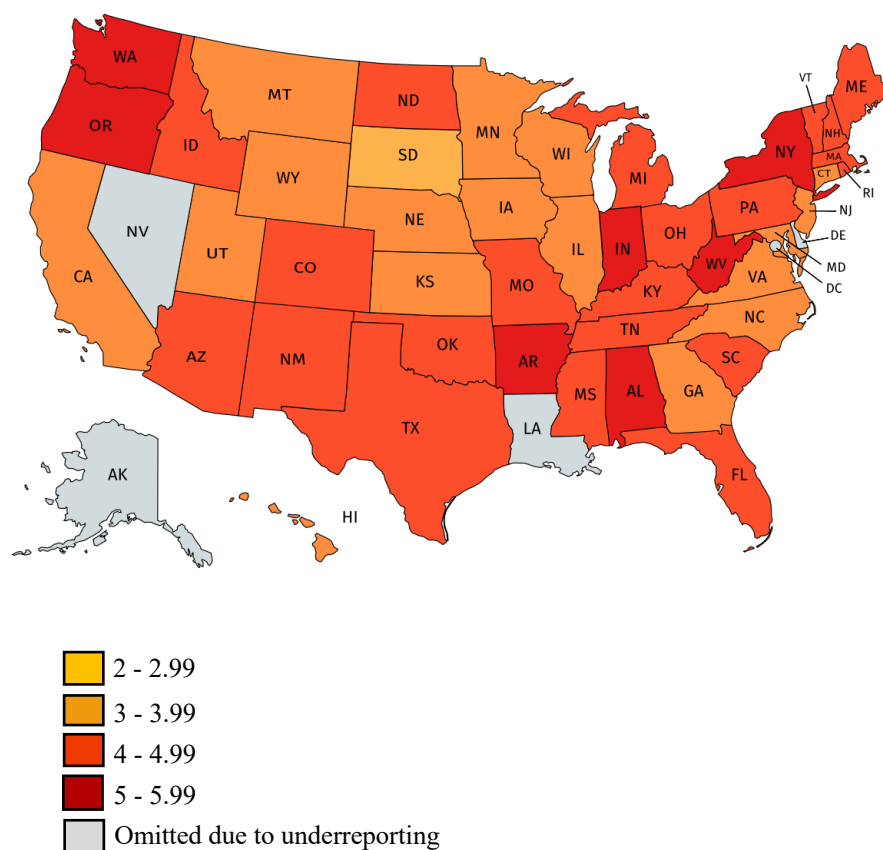 WA
OR
ID
MT
ND
MN
WI
MI
VT
ME
NH
NY
MA
CT
RI
SD
WY
NE
IA
PA
NJ
DE
MD
DC
NV
UT
CO
KS
IL
IN
OH
WV
VA
CA
MO
KY
NC
TN
SC
AZ
NM
OK
AR
MS
AL
GA
TX
LA
FL
AK
HI
2 - 2.99
3 - 3.99
4 - 4.99
5 - 5.99
Omitted due to underreporting